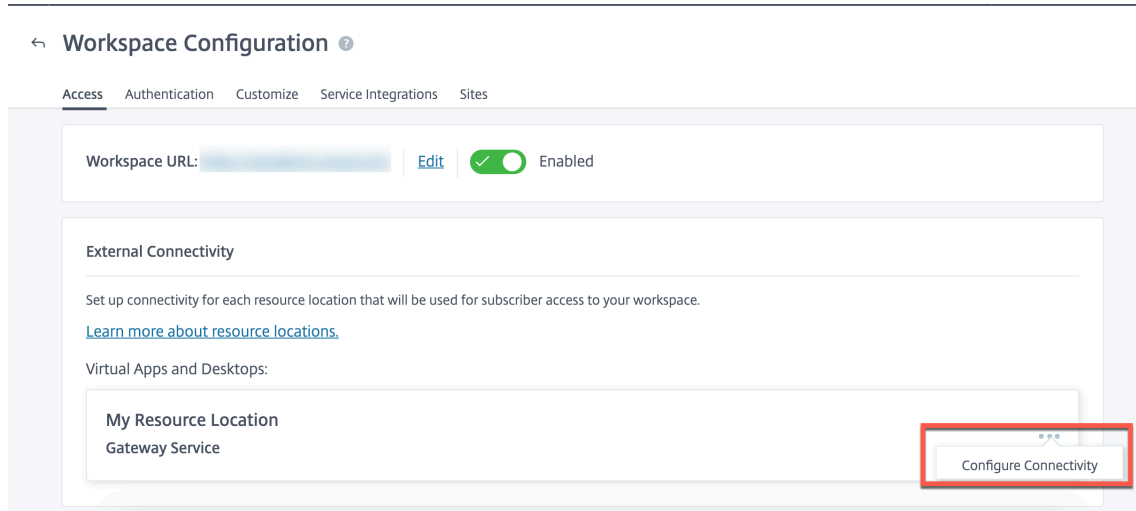 Workspace Configuration ?
Access Authentication Customize Service Integrations Sites
Workspace URL: Edit Enabled
External Connectivity
Set up connectivity for each resource location that will be used for subscriber access to your workspace.
Learn more about resource locations.
Virtual Apps and Desktops:
My Resource Location
Gateway Service
Configure Connectivity